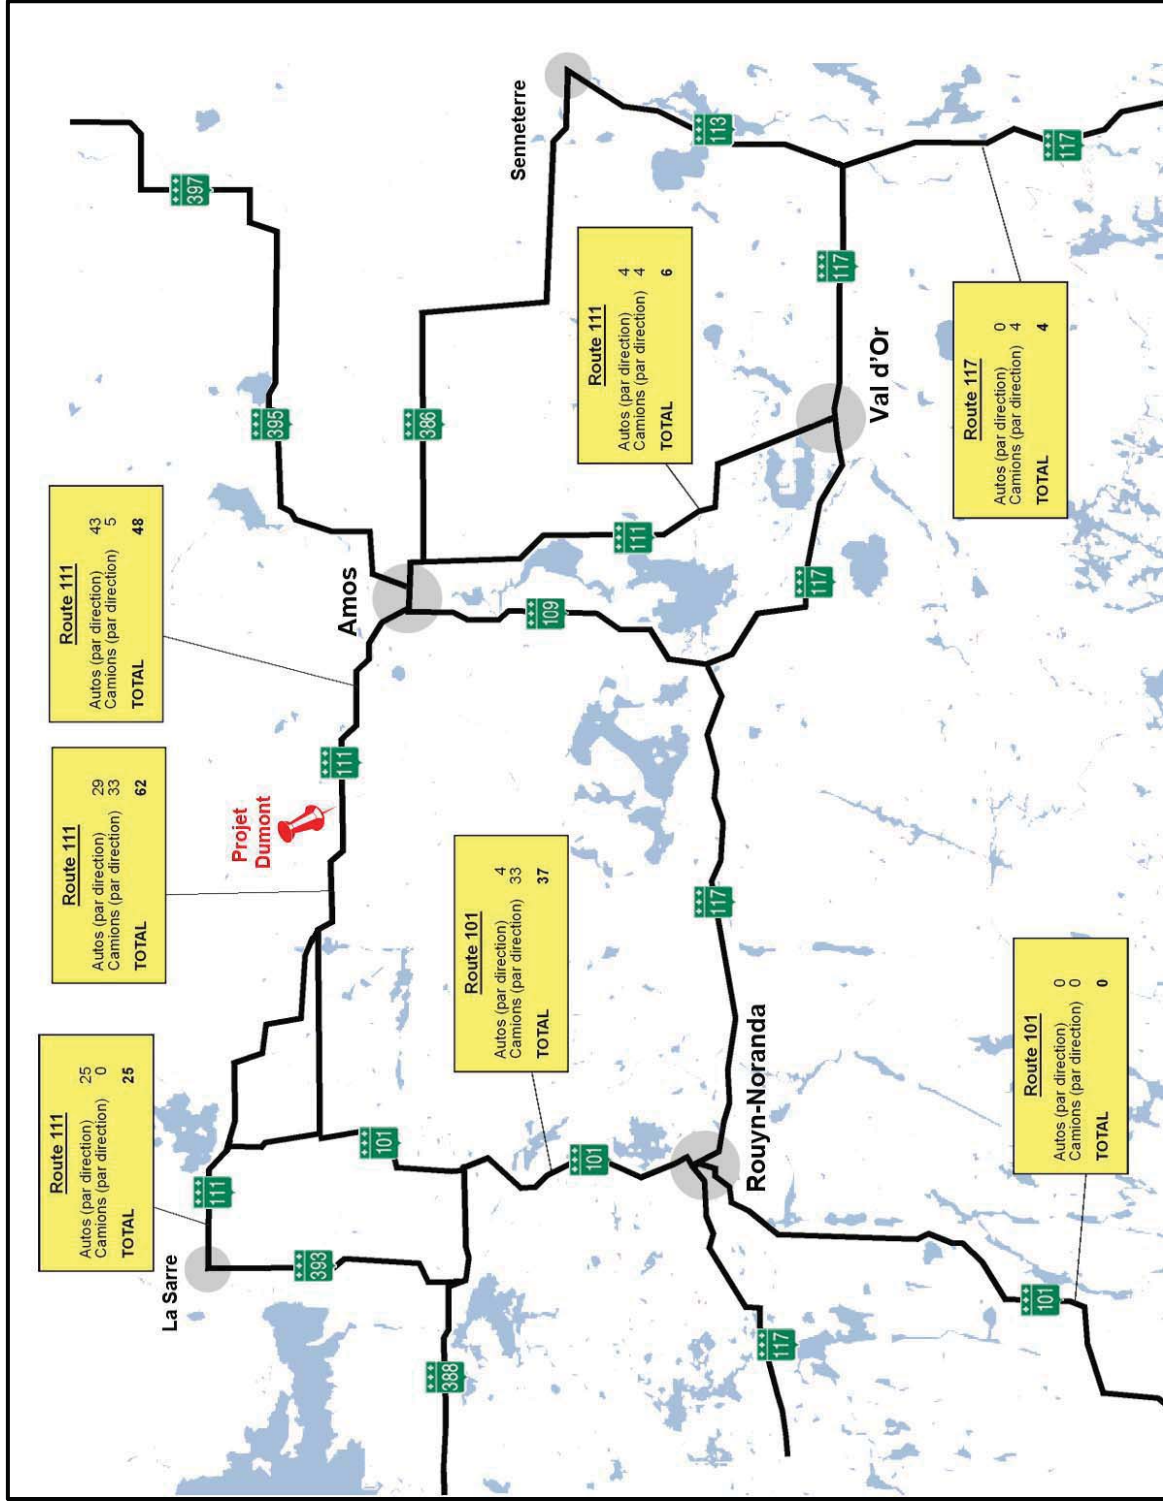 Route 111
Autos (par direction) 25
Camions (par direction) 0
TOTAL 25
Route 111
Autos (par direction) 29
Camions (par direction) 33
TOTAL 62
Route 111
Autos (par direction) 43
Camions (par direction) 5
TOTAL 48
La Sarre
111
397
Projet
Dumont
395
393
111
Amos
101
388
386
Route 101
Autos (par direction) 4
Camions (par direction) 33
TOTAL 37
Senneterre
109
101
Route 111
Autos (par direction) 4
Camions (par direction) 4
TOTAL 6
111
117
113
Rouyn-Noranda
117
117
117
Val d'Or
Route 117
Autos (par direction) 0
Camions (par direction) 4
TOTAL 4
101
Route 101
Autos (par direction) 0
Camions (par direction) 0
TOTAL 0
117